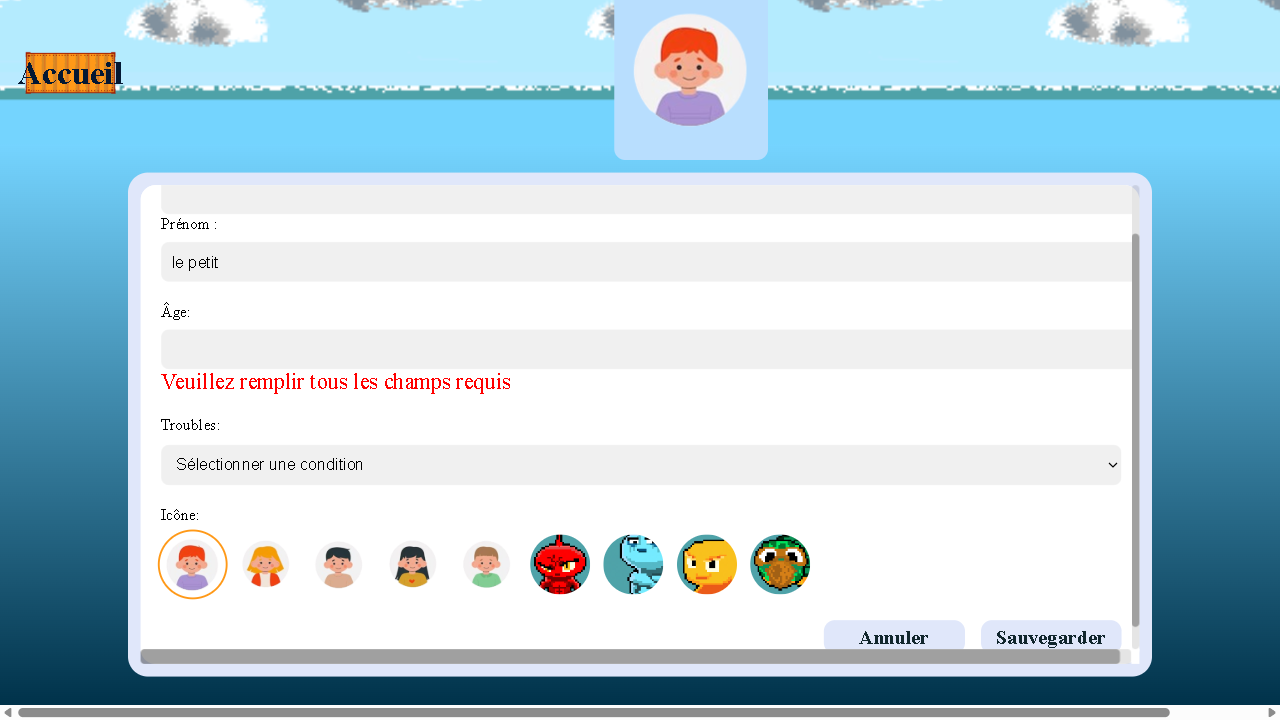 Accueil
Prénom :
le petit
Âge:
Veuillez remplir tous les champs requis
Troubles:
Sélectionner une condition
Icône:
Annuler
Sauvegarder